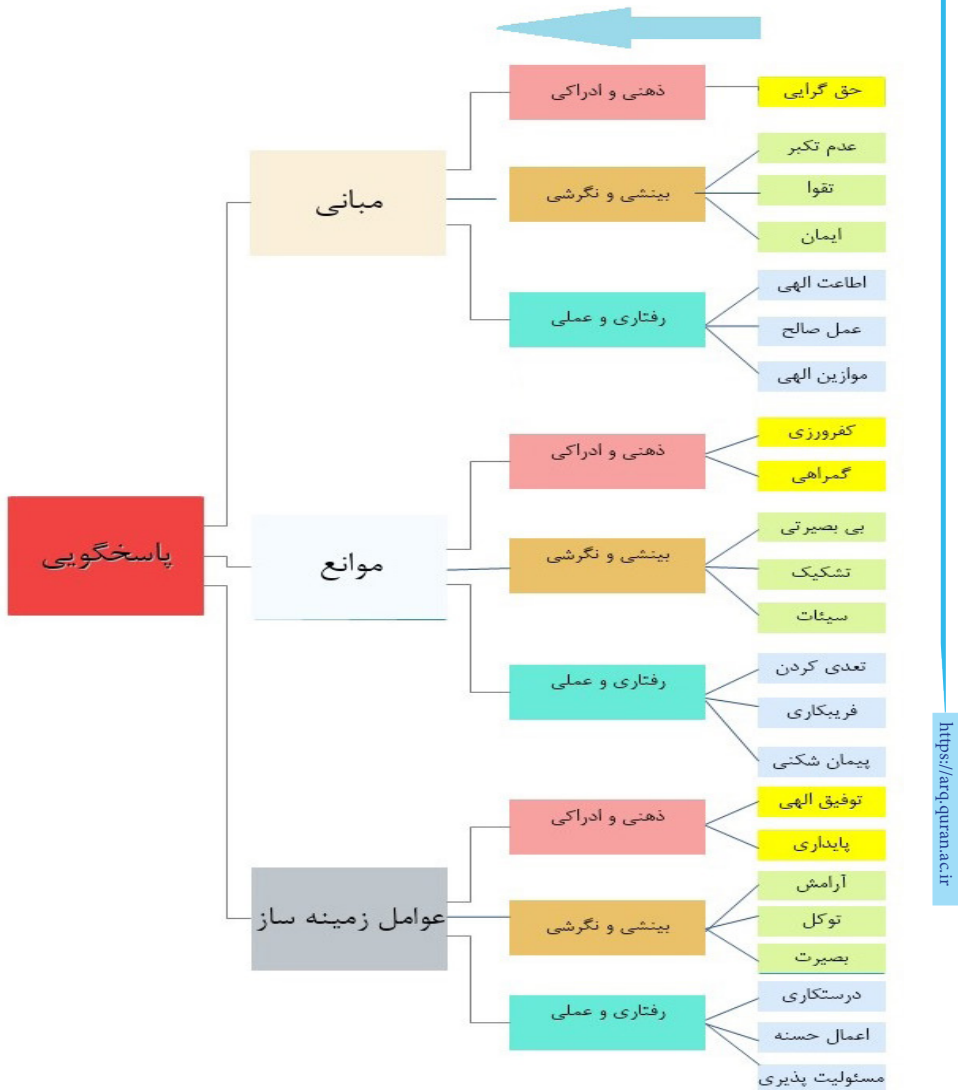 ذهنی و ادراکی
حق گرایی
مبانی
بینشی و نگرشی
عدم تکبر
تقوا
ایمان
رفتاری و عملی
اطاعت الهی
عمل صالح
موازین الهی
پاسخگویی
موانع
ذهنی و ادراکی
کفرورزی
گمراهی
بینشی و نگرشی
بی بصیرتی
تشکیک
سیئات
رفتاری و عملی
تعدی کردن
فریبکاری
پیمان شکنی
عوامل زمینه ساز
ذهنی و ادراکی
توفیق الهی
پایداری
بینشی و نگرشی
آرامش
توکل
بصیرت
رفتاری و عملی
درستکاری
اعمال حسنه
مسئولیت پذیری
https://arq.quran.ac.ir